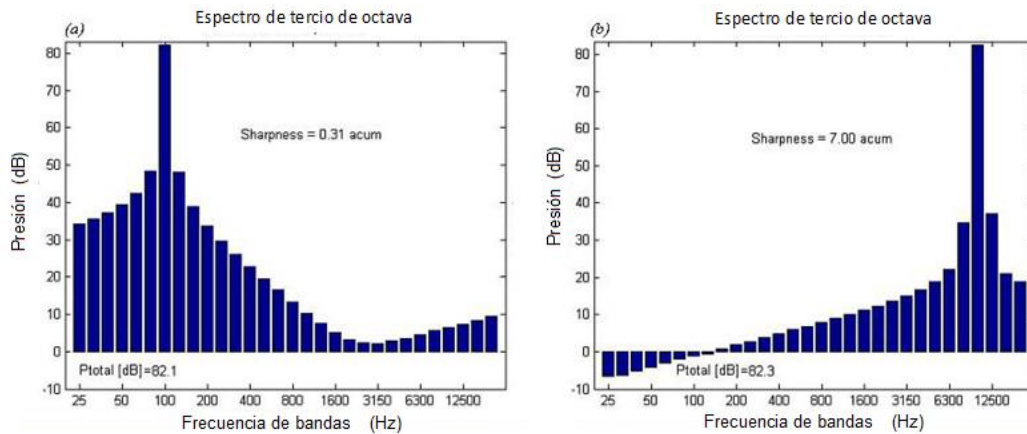 Espectro de tercio de octava
(a)
80
70
60
50
40
30
20
10
0
-10
Presión (dB)
Sharpness = 0.31 acum
Ptotal [dB]=82.1
25 50 100 200 400 800 1600 3150 6300 12500
Frecuencia de bandas (Hz)
Espectro de tercio de octava
(b)
80
70
60
50
40
30
20
10
0
-10
Presión (dB)
Sharpness = 7.00 acum
Ptotal [dB]=82.3
25 50 100 200 400 800 1600 3150 6300 12500
Frecuencia de bandas (Hz)